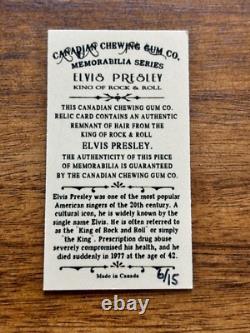 CANADIAN CHEWING GUM CO.
MEMORABILIA SERIES
ELVIS PRESLEY
KING OF ROCK & ROLL
THIS CANADIAN CHEWING GUM CO.
RELIC CARD CONTAINS AN AUTHENTIC
REMNANT OF HAIR FROM THE
KING OF ROCK & ROLL
ELVIS PRESLEY.
THE AUTHENTICITY OF THIS PIECE
OF MEMORABILIA IS GUARANTEED
BY THE CANADIAN CHEWING GUM CO.
Elvis Presley was one of the most popular
American singers of the 20th century. A
cultural icon, he is widely known by the
single name Elvis. He is often referred to
as the "King of Rock and Roll" or simply
"the King". Prescription drug abuse
severely compromised his health, and he
died suddenly in 1977 at the age of 42.
Made in Canada
6/15